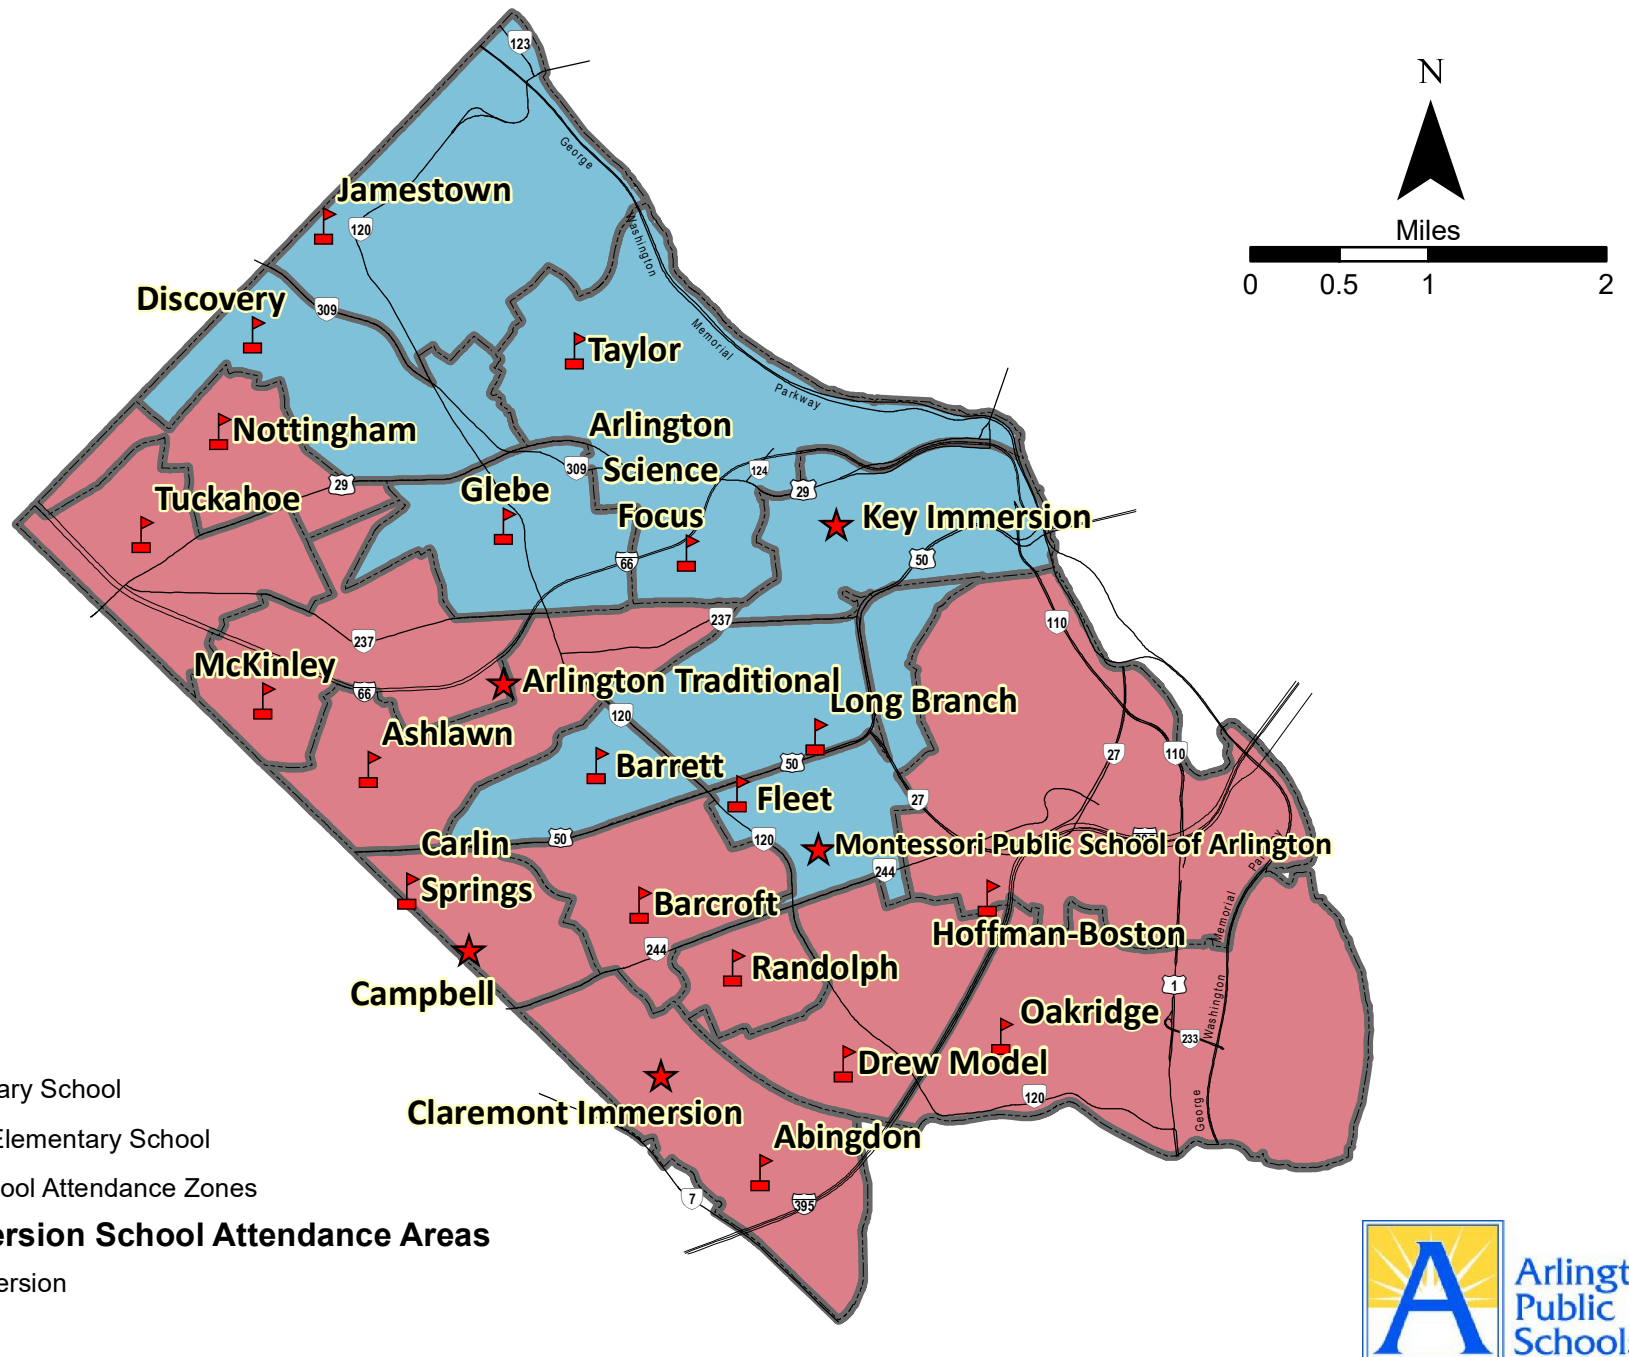 123
N
George
Jamestown
120
Washington
Miles
0 0.5 1 2
Discovery
309
Memorial
Taylor
Parkway
Nottingham
Arlington
Science
Focus
309
124
29
29
Tuckahoe
Glebe
Key Immersion
66
50
237
237
110
McKinley
66
Arlington Traditional
Long Branch
120
Ashlawn
Barrett
50
27
110
Fleet
27
Carlin
Springs
50
120
Montessori Public School of Arlington
244
Barcroft
Memorial
Hoffman-Boston
244
Randolph
Campbell
1
Washington
Oakridge
233
Drew Model
120
George
Claremont Immersion
Abingdon
7
395
ary School
Elementary School
ool Attendance Zones
ersion School Attendance Areas
ersion
A
Arlingt
Public
Schools